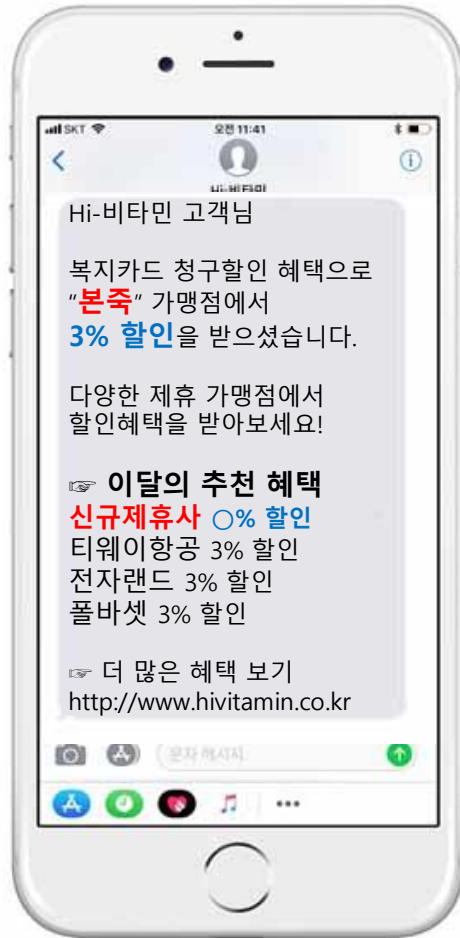 SKT
오전 11:41
Hi-비타민
Hi-비타민 고객님
복지카드 청구할인 혜택으로
"본죽" 가맹점에서
3% 할인을 받으셨습니다.
다양한 제휴 가맹점에서
할인혜택을 받아보세요!
☞ 이달의 추천 혜택
신규제휴사 ○% 할인
티웨이항공 3% 할인
전자랜드 3% 할인
폴바셋 3% 할인
☞ 더 많은 혜택 보기
http://www.hivitamin.co.kr
문자 메시지